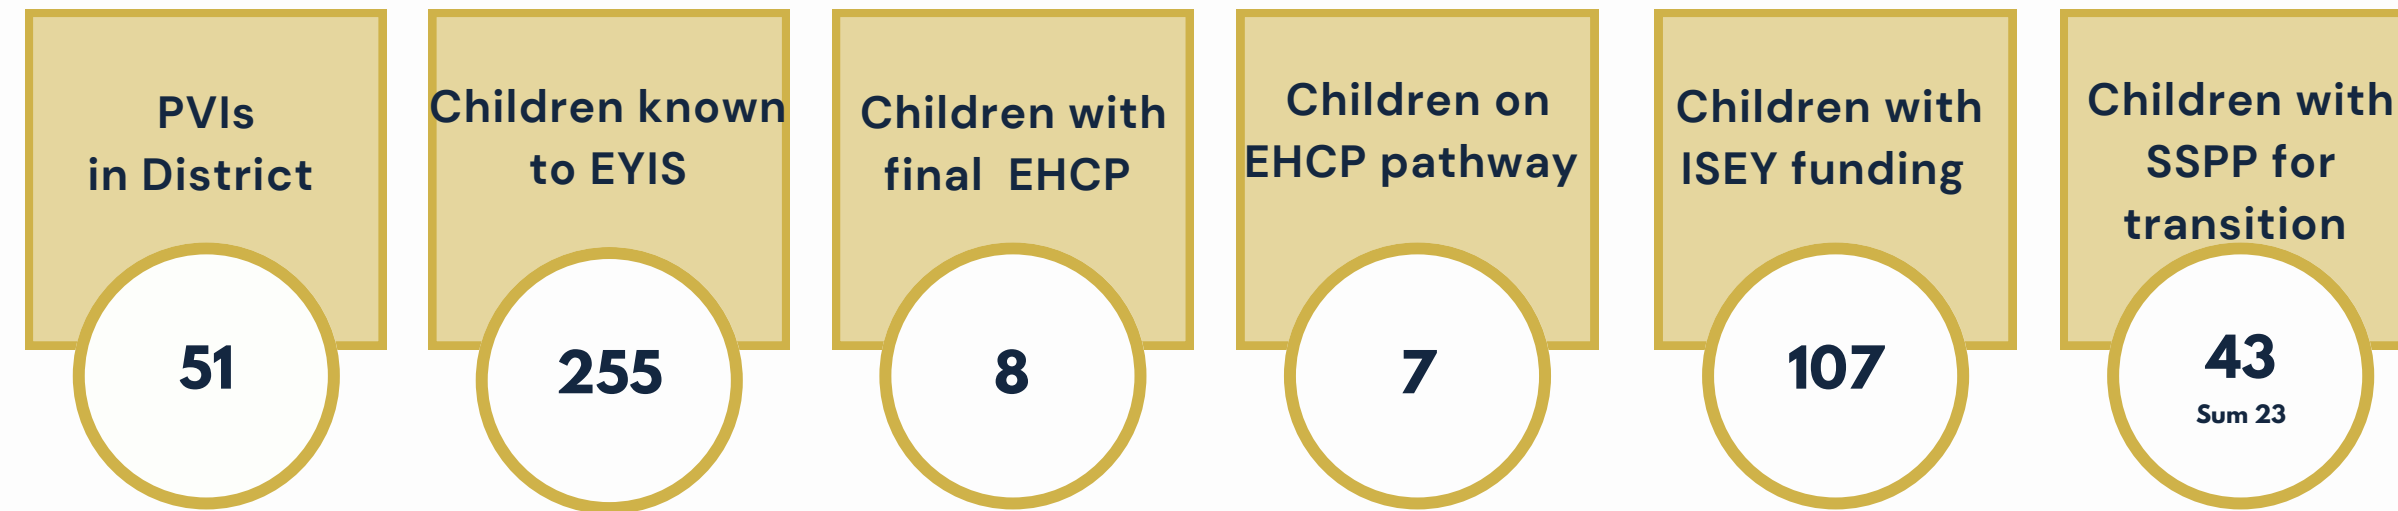 PVIs
in District
51
Children known
to EYIS
255
Children with
final  EHCP
8
Children on
EHCP pathway
7
Children with
ISEY funding
107
Children with
SSPP for
transition
43
Sum 23